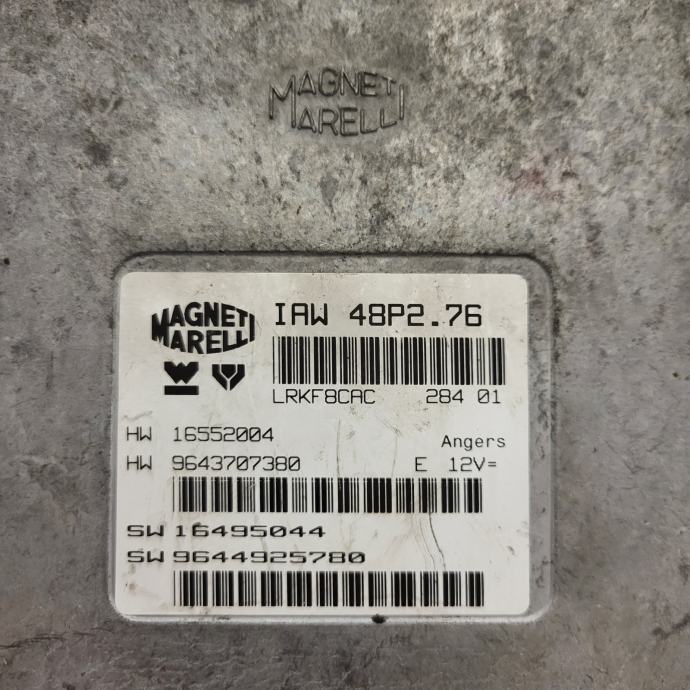 MAGNETI
MARELLI
MAGNETI
MARELLI
IAW 48P2.76
LRKF8CAC 284 01
HW 16552004
Angers
HW 9643707380 E 12V=
SW 16495044
SW 9644925780